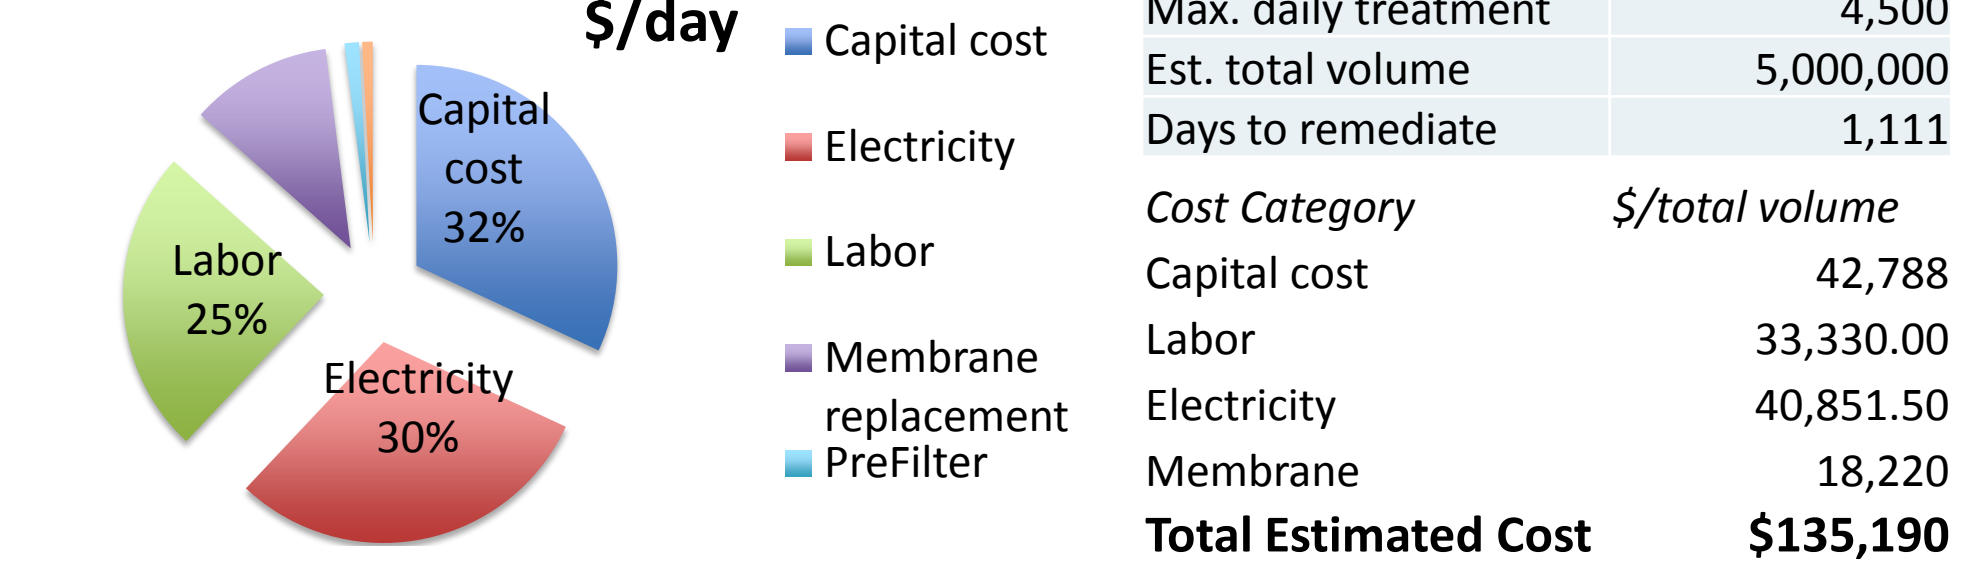 $/day
Capital
cost
32%
Electricity
30%
Labor
25%
Capital cost
Electricity
Labor
Membrane
replacement
PreFilter
Max. daily treatment 4,500
Est. total volume 5,000,000
Days to remediate 1,111
Cost Category $/total volume
Capital cost 42,788
Labor 33,330.00
Electricity 40,851.50
Membrane 18,220
Total Estimated Cost $135,190